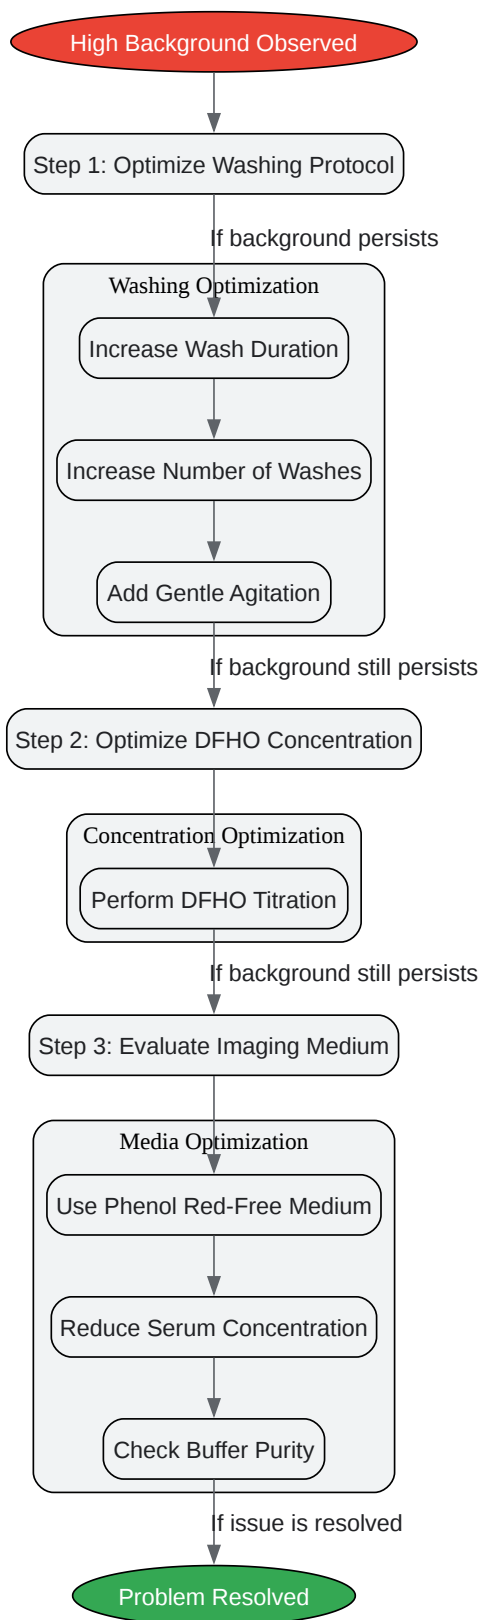 High Background Observed
Step 1: Optimize Washing Protocol
If background persists
Washing Optimization
Increase Wash Duration
Increase Number of Washes
Add Gentle Agitation
If background still persists
Step 2: Optimize DFHO Concentration
Concentration Optimization
Perform DFHO Titration
If background still persists
Step 3: Evaluate Imaging Medium
Media Optimization
Use Phenol Red-Free Medium
Reduce Serum Concentration
Check Buffer Purity
If issue is resolved
Problem Resolved